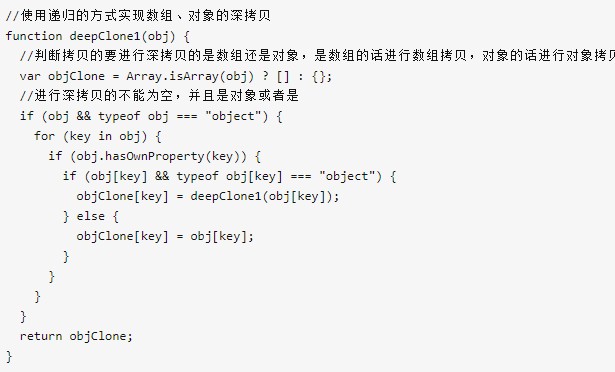 //使用递归的方式实现数组、对象的深拷贝
function deepClone1(obj) {
  //判断拷贝的要进行深拷贝的是数组还是对象，是数组的话进行数组拷贝，对象的话进行对象拷贝
  var objClone = Array.isArray(obj) ? [] : {};
  //进行深拷贝的不能为空，并且是对象或者是
  if (obj && typeof obj === "object") {
    for (key in obj) {
      if (obj.hasOwnProperty(key)) {
        if (obj[key] && typeof obj[key] === "object") {
          objClone[key] = deepClone1(obj[key]);
        } else {
          objClone[key] = obj[key];
        }
      }
    }
  }
  return objClone;
}